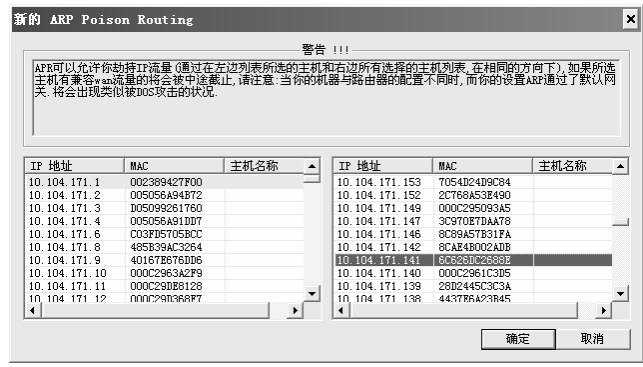 新的 ARP Poison Routing
警告 !!!
APR可以允许你劫持IP流量(通过在左边列表所选的主机和右边所有选择的主机列表,在相同的方向下),如果所选
主机有兼容wan流量的将会被中途截止,请注意:当你的机器与路由器的配置不同时,而你的设置ARP通过了默认网
关.将会出现类似被DOS攻击的状况.
IP 地址 MAC 主机名称
10.104.171.1 002389427F00
10.104.171.2 005056A94B72
10.104.171.3 D05099261760
10.104.171.4 005056A91DD7
10.104.171.6 C03FD5705BCC
10.104.171.8 485B39AC3264
10.104.171.9 40167E676DD6
10.104.171.10 000C2963A2F9
10.104.171.11 000C29DE8128
10.104.171.12 000C29D368F7
IP 地址 MAC 主机名称
10.104.171.153 7054D24D9C84
10.104.171.152 2C768A53E490
10.104.171.149 000C295093A5
10.104.171.147 3C970E7DAA78
10.104.171.146 8C89A57B31FA
10.104.171.142 8CAE4B002ADB
10.104.171.141 6C626DC2688E
10.104.171.140 000C2961C3D5
10.104.171.139 28D2445C3C3A
10.104.171.138 4437E6A23B45
确定 取消